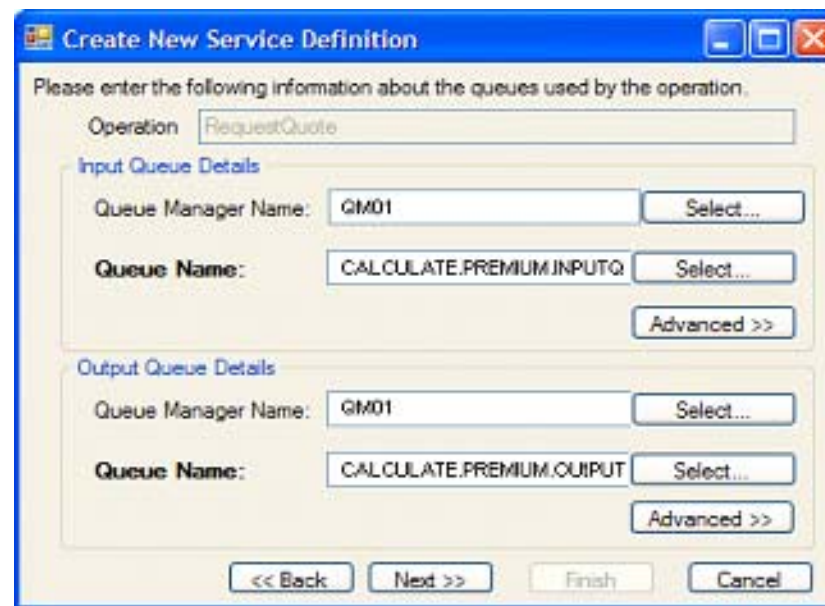 Create New Service Definition
Please enter the following information about the queues used by the operation.
Operation RequestQuote
Input Queue Details
Queue Manager Name: QM01 Select...
Queue Name: CALCULATE.PREMIUM.INPUTQ Select...
Advanced >>
Output Queue Details
Queue Manager Name: QM01 Select...
Queue Name: CALCULATE.PREMIUM.OUTPUT Select...
Advanced >>
<< Back Next >> Finish Cancel